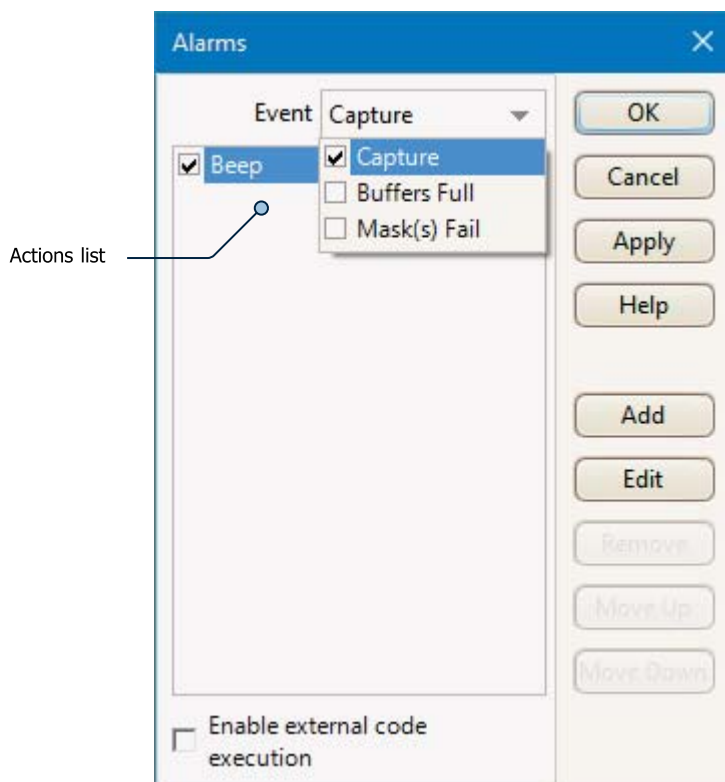 Alarms
Event Capture
Beep
Capture
Buffers Full
Mask(s) Fail
Actions list
OK
Cancel
Apply
Help
Add
Edit
Remove
Move Up
Move Down
Enable external code
execution